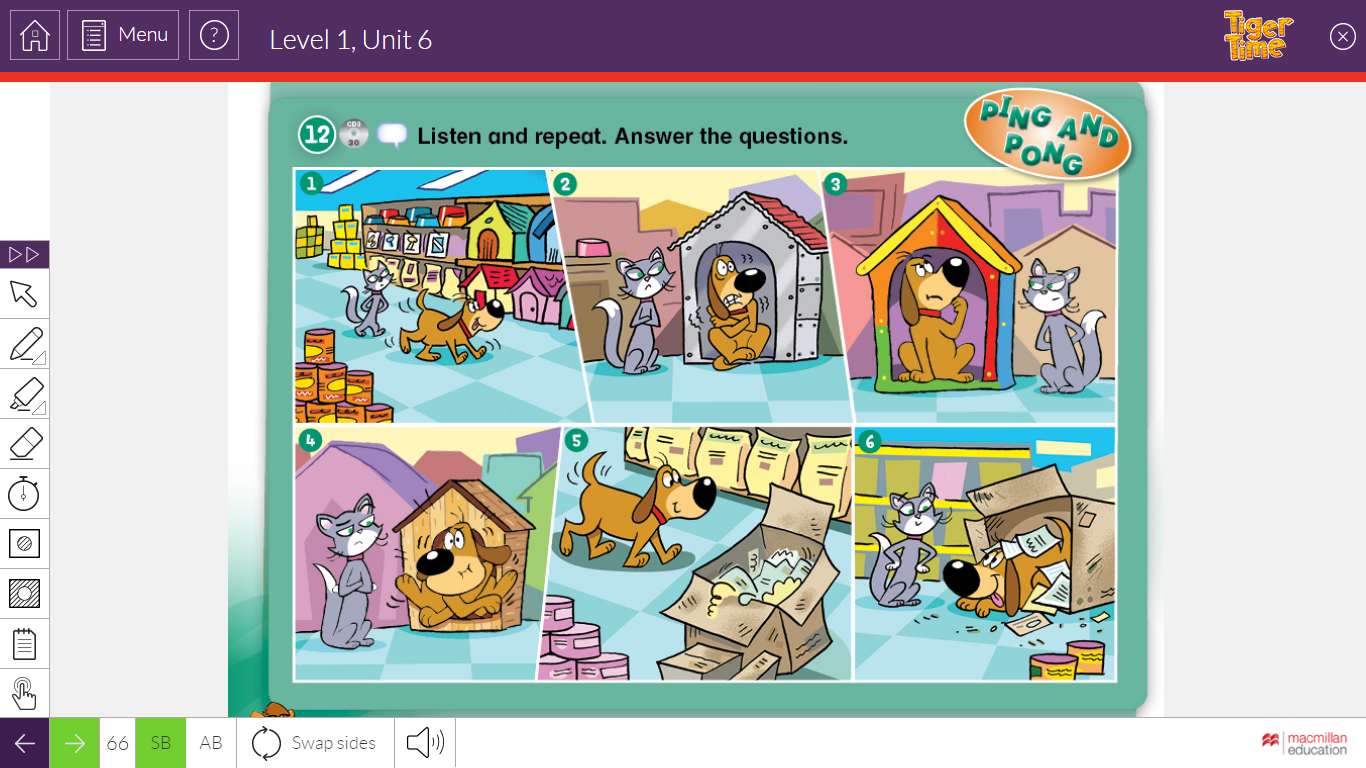 Menu
?
Level 1, Unit 6
Tiger
Time
12
CD3
30
Listen and repeat. Answer the questions.
PING AND
PONG
1
2
3
4
5
6
66
SB
AB
Swap sides
macmillan
education